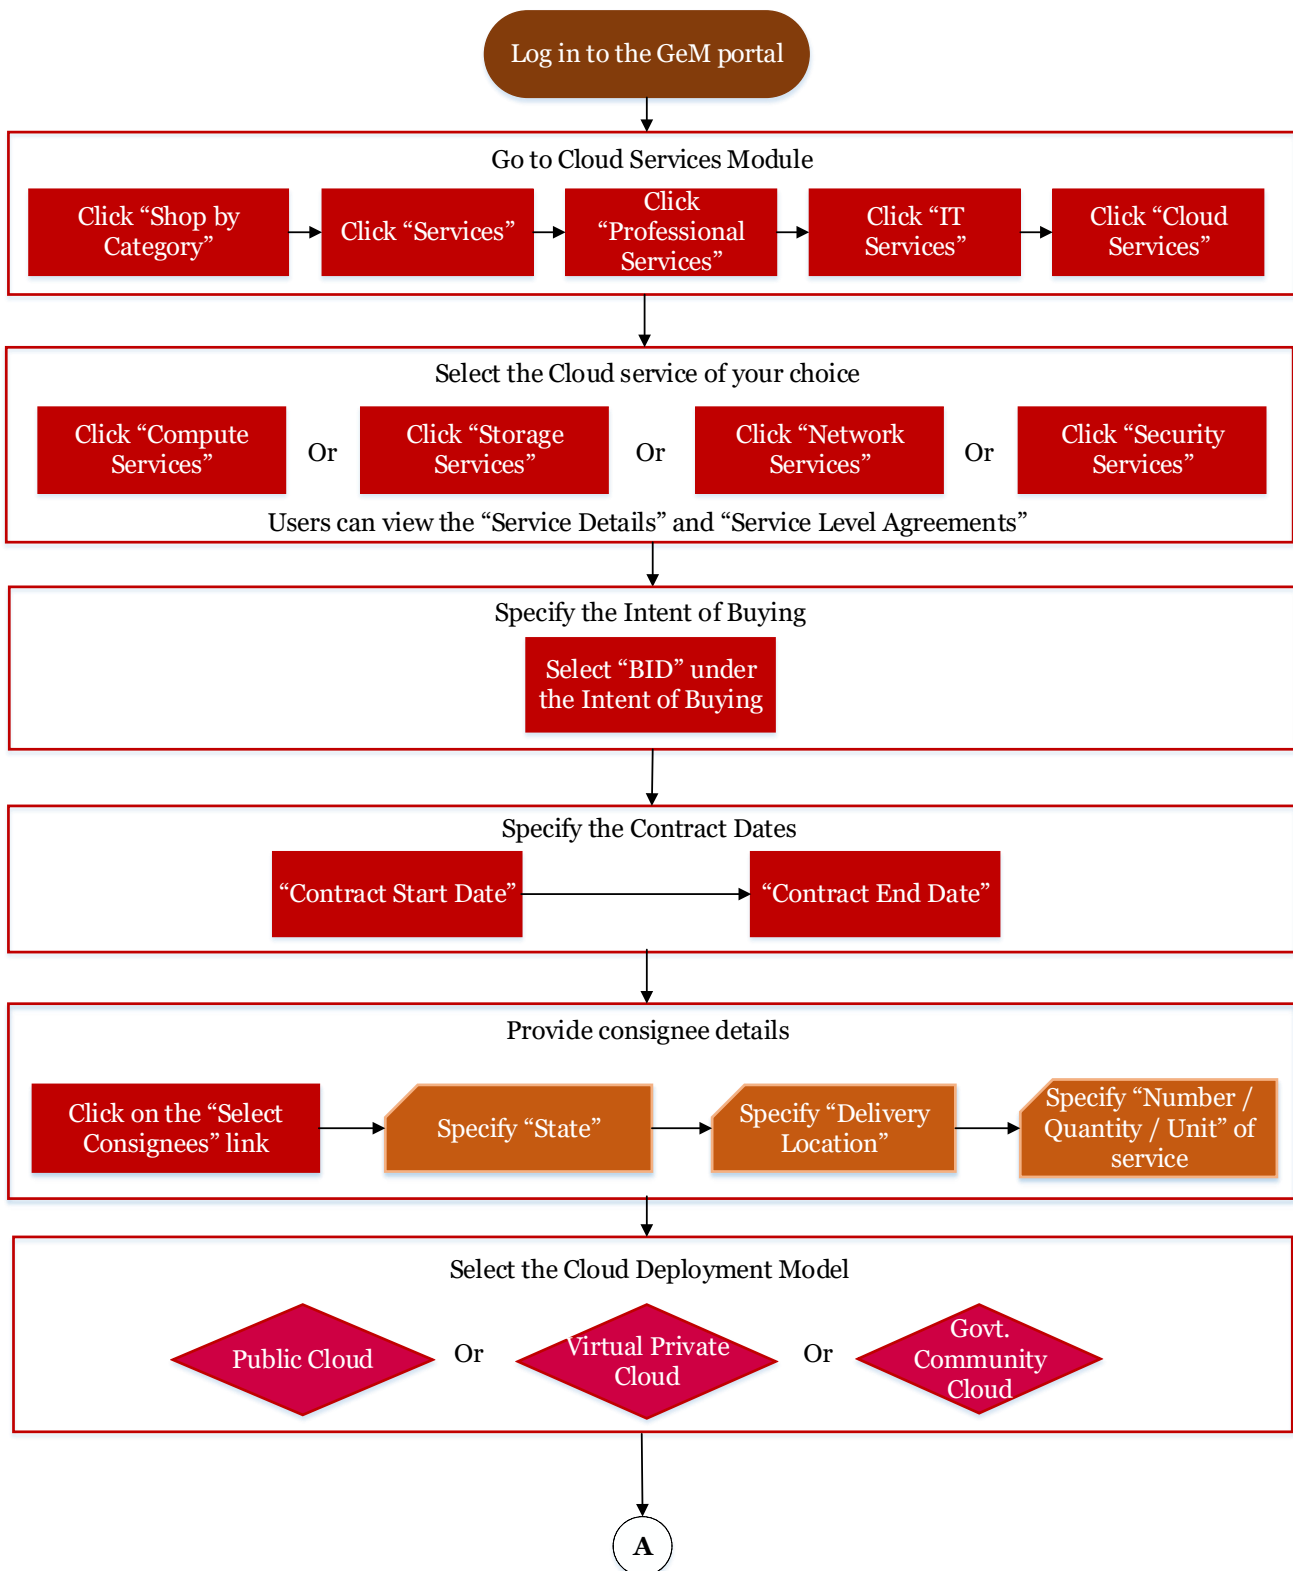 Log in to the GeM portal
Go to Cloud Services Module
Click “Shop by
Category”
Click “Services”
Click
“Professional
Services”
Click “IT
Services”
Click “Cloud
Services”
Select the Cloud service of your choice
Click “Compute
Services”
Or
Click “Storage
Services”
Or
Click “Network
Services”
Or
Click “Security
Services”
Users can view the “Service Details” and “Service Level Agreements”
Specify the Intent of Buying
Select “BID” under
the Intent of Buying
Specify the Contract Dates
“Contract Start Date”
“Contract End Date”
Provide consignee details
Click on the “Select
Consignees” link
Specify “State”
Specify “Delivery
Location”
Specify “Number /
Quantity / Unit” of
service
Select the Cloud Deployment Model
Public Cloud
Or
Virtual Private
Cloud
Or
Govt.
Community
Cloud
A